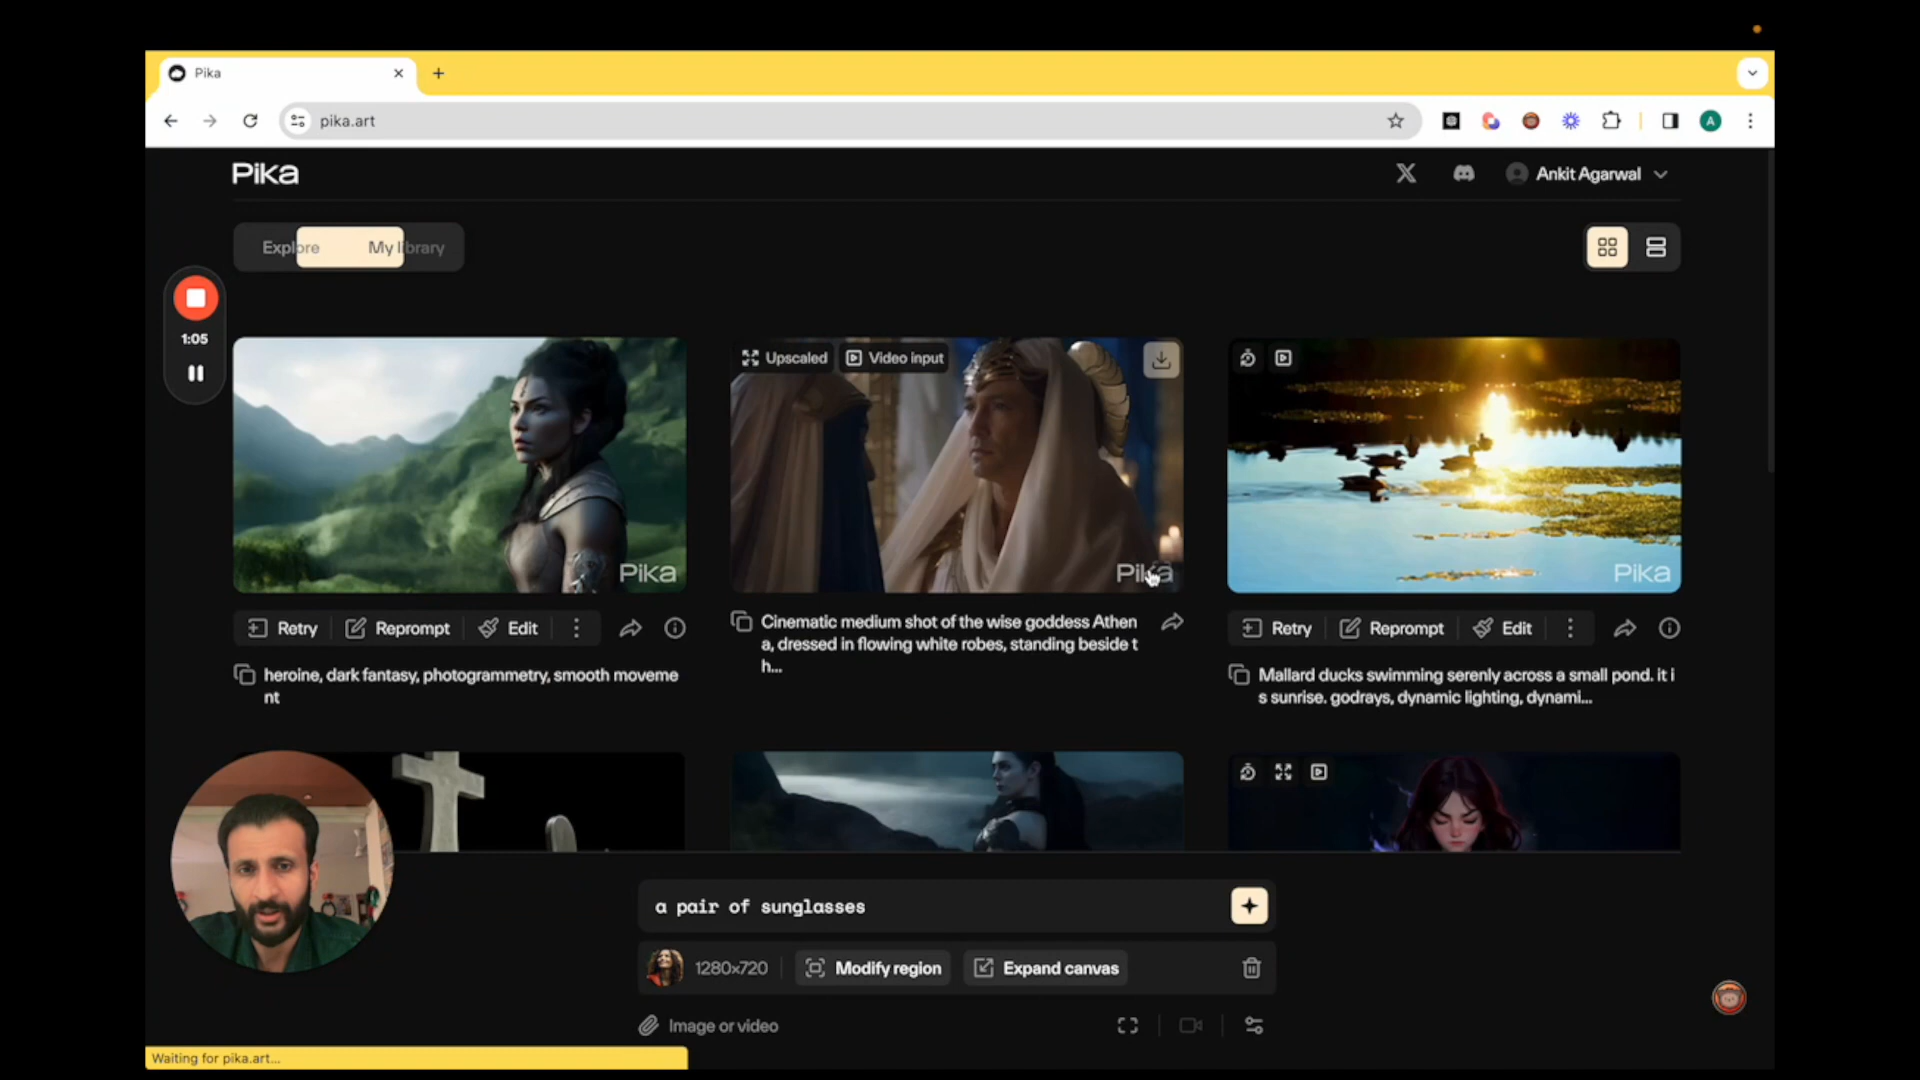 Pika
pika.art
Pika
Ankit Agarwal
A
Explore
My library
1:05
Upscaled
Video input
Pika
Pika
Pika
Retry
Reprompt
Edit
Cinematic medium shot of the wise goddess Athen
a, dressed in flowing white robes, standing beside t
h...
Retry
Reprompt
Edit
heroine, dark fantasy, photogrammetry, smooth moveme
nt
Mallard ducks swimming serenly across a small pond. it i
s sunrise. godrays, dynamic lighting, dynami...
a pair of sunglasses
1280×720
Modify region
Expand canvas
Image or video
Waiting for pika.art...